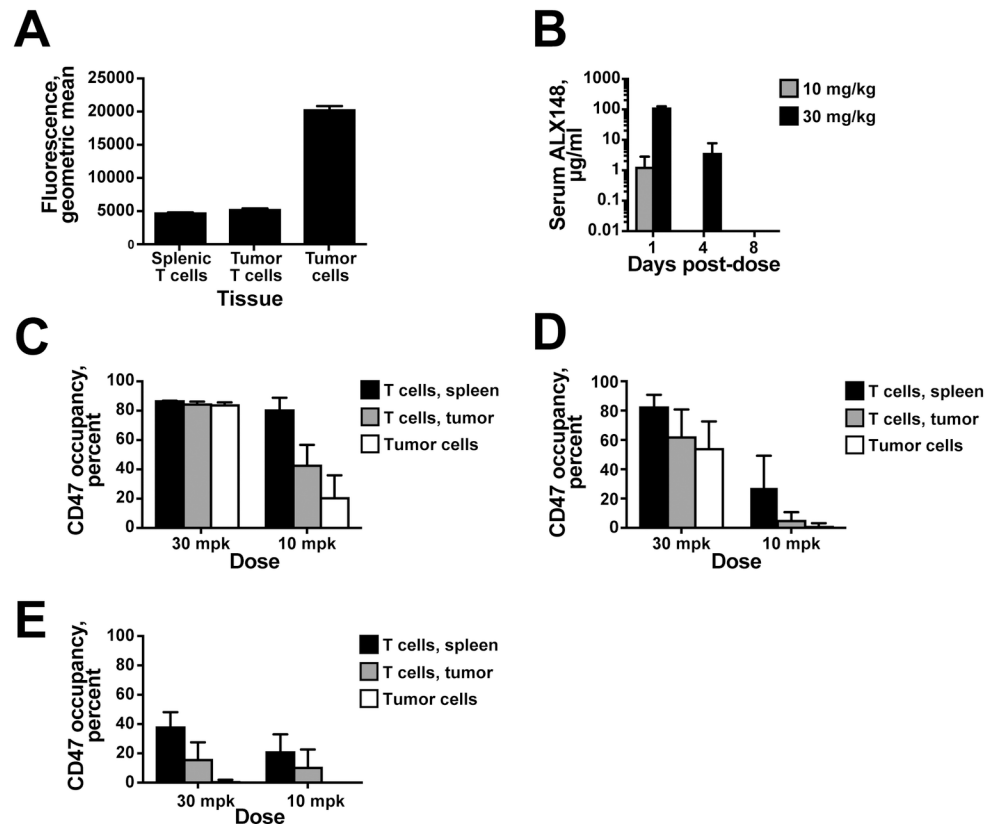 A
Fluorescence,
geometric mean
25000
20000
15000
10000
5000
0
Splenic
T cells
Tumor
T cells
Tumor
cells
Tissue
B
Serum ALX148,
µg/ml
1000
100
10
1
0.1
0.01
1 4 8
Days post-dose
10 mg/kg
30 mg/kg
C
CD47 occupancy,
percent
100
80
60
40
20
0
30 mpk 10 mpk
Dose
T cells, spleen
T cells, tumor
Tumor cells
D
CD47 occupancy,
percent
100
80
60
40
20
0
30 mpk 10 mpk
Dose
T cells, spleen
T cells, tumor
Tumor cells
E
CD47 occupancy,
percent
100
80
60
40
20
0
30 mpk 10 mpk
Dose
T cells, spleen
T cells, tumor
Tumor cells